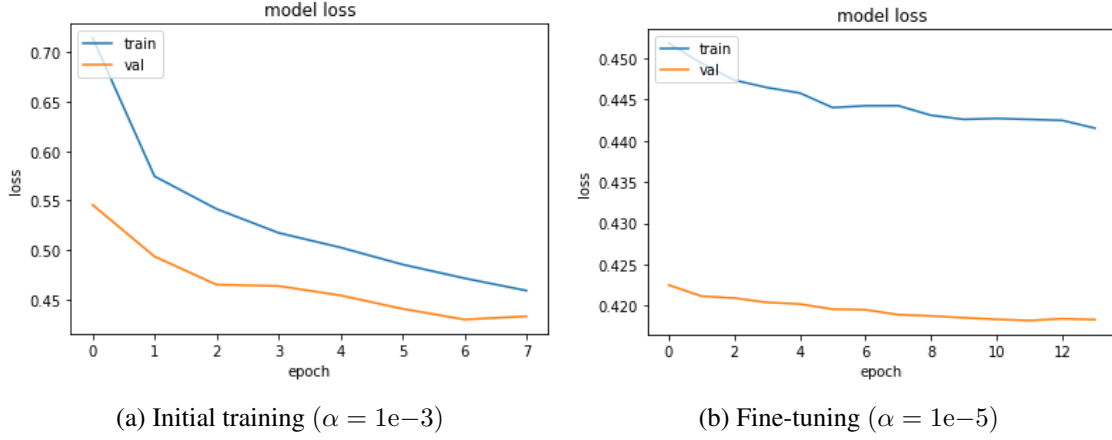 model loss
train
val
0.70
0.65
0.60
0.55
0.50
0.45
loss
0 1 2 3 4 5 6 7
epoch
(a) Initial training (α = 1e−3)
model loss
train
val
0.450
0.445
0.440
0.435
0.430
0.425
0.420
loss
0 2 4 6 8 10 12
epoch
(b) Fine-tuning (α = 1e−5)